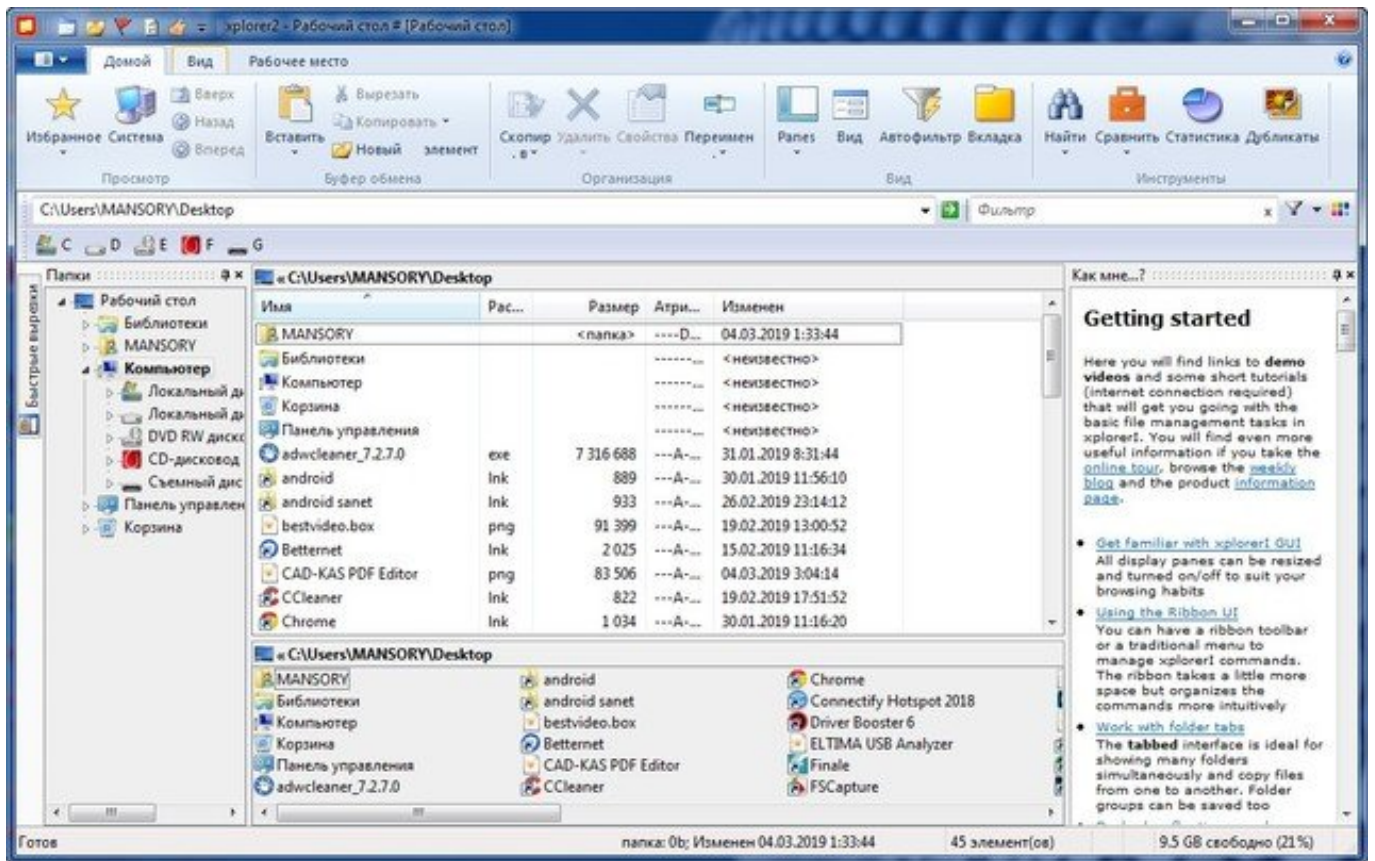 xplorer2 - Рабочий стол # [Рабочий стол]
Домой Вид Рабочее место
Избранное Система Вверх Назад Вперед
Просмотр
Вставить Вырезать Копировать Новый элемент
Буфер обмена
Скопир. в Удалить Свойства Переимен.
Организация
Panes Вид Автофильтр Вкладка
Вид
Найти Сравнить Статистика Дубликаты
Инструменты
C:\Users\MANSORY\Desktop
Фильтр
C D E F G
Быстрые вырезки
Папки
Рабочий стол
Библиотеки
MANSORY
Компьютер
Локальный ди
Локальный ди
DVD RW диско
CD-дисковод
Съемный дис
Панель управлен
Корзина
« C:\Users\MANSORY\Desktop
Имя Рас... Размер Атри... Изменен
MANSORY <папка> ----D... 04.03.2019 1:33:44
Библиотеки ------... <неизвестно>
Компьютер ------... <неизвестно>
Корзина ------... <неизвестно>
Панель управления ------... <неизвестно>
adwcleaner_7.2.7.0 exe 7 316 688 ---A-... 31.01.2019 8:31:44
android lnk 889 ---A-... 30.01.2019 11:56:10
android sanet lnk 933 ---A-... 26.02.2019 23:14:12
bestvideo.box png 91 399 ---A-... 19.02.2019 13:00:52
Betternet lnk 2 025 ---A-... 15.02.2019 11:16:34
CAD-KAS PDF Editor png 83 506 ---A-... 04.03.2019 3:04:14
CCleaner lnk 822 ---A-... 19.02.2019 17:51:52
Chrome lnk 1 034 ---A-... 30.01.2019 11:16:20
« C:\Users\MANSORY\Desktop
MANSORY android Chrome
Библиотеки android sanet Connectify Hotspot 2018
Компьютер bestvideo.box Driver Booster 6
Корзина Betternet ELTIMA USB Analyzer
Панель управления CAD-KAS PDF Editor Finale
adwcleaner_7.2.7.0 CCleaner FSCapture
Как мне...?
Getting started
Here you will find links to demo
videos and some short tutorials
(internet connection required)
that will get you going with the
basic file management tasks in
xplorer². You will find even more
useful information if you take the
online tour, browse the weekly
blog and the product information
page.
Get familiar with xplorer² GUI
All display panes can be resized
and turned on/off to suit your
browsing habits
Using the Ribbon UI
You can have a ribbon toolbar
or a traditional menu to
manage xplorer² commands.
The ribbon takes a little more
space but organizes the
commands more intuitively
Work with folder tabs
The tabbed interface is ideal for
showing many folders
simultaneously and copy files
from one to another. Folder
groups can be saved too
Готов папка: 0b; Изменен 04.03.2019 1:33:44 45 элемент(ов) 9.5 GB свободно (21%)